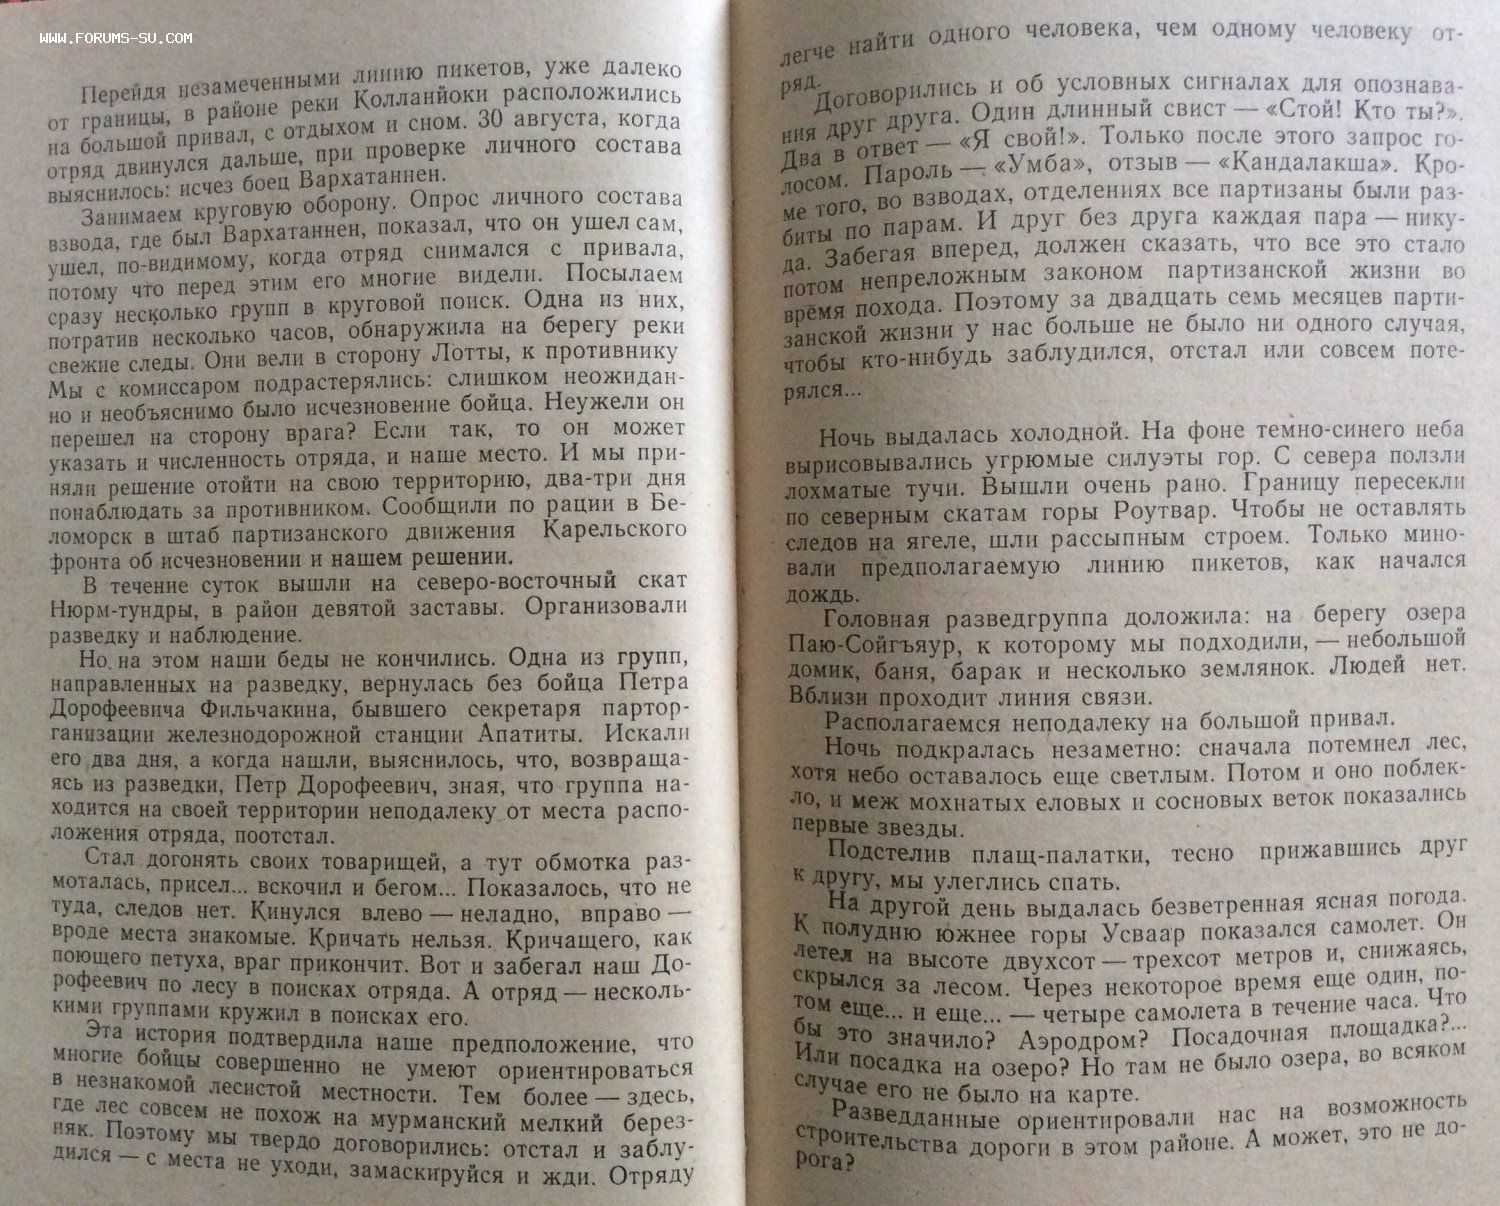 WWW.FORUMS-SU.COM
Перейдя незамеченными линию пикетов, уже далеко
от границы, в районе реки Колланйоки расположились
на большой привал, с отдыхом и сном. 30 августа, когда
отряд двинулся дальше, при проверке личного состава
выяснилось: исчез боец Вархатаннен.
Занимаем круговую оборону. Опрос личного состава
взвода, где был Вархатаннен, показал, что он ушел сам,
ушел, по-видимому, когда отряд снимался с привала,
потому что перед этим его многие видели. Посылаем
сразу несколько групп в круговой поиск. Одна из них,
потратив несколько часов, обнаружила на берегу реки
свежие следы. Они вели в сторону Лотты, к противнику
Мы с комиссаром подрастерялись: слишком неожидан-
но и необъяснимо было исчезновение бойца. Неужели он
перешел на сторону врага? Если так, то он может
указать и численность отряда, и наше место. И мы при-
няли решение отойти на свою территорию, два-три дня
понаблюдать за противником. Сообщили по рации в Бе-
ломорск в штаб партизанского движения Карельского
фронта об исчезновении и нашем решении.
В течение суток вышли на северо-восточный скат
Нюрм-тундры, в район девятой заставы. Организовали
разведку и наблюдение.
Но на этом наши беды не кончились. Одна из групп,
направленных на разведку, вернулась без бойца Петра
Дорофеевича Фильчакина, бывшего секретаря партор-
ганизации железнодорожной станции Апатиты. Искали
его два дня, а когда нашли, выяснилось, что, возвраща-
ясь из разведки, Петр Дорофеевич, зная, что группа на-
ходится на своей территории неподалеку от места распо-
ложения отряда, поотстал.
Стал догонять своих товарищей, а тут обмотка раз-
моталась, присел... вскочил и бегом... Показалось, что не
туда, следов нет. Кинулся влево — неладно, вправо —
вроде места знакомые. Кричать нельзя. Кричащего, как
поющего петуха, враг прикончит. Вот и забегал наш До-
рофеевич по лесу в поисках отряда. А отряд — несколь-
кими группами кружил в поисках его.
Эта история подтвердила наше предположение, что
многие бойцы совершенно не умеют ориентироваться
в незнакомой лесистой местности. Тем более — здесь,
где лес совсем не похож на мурманский мелкий берез-
няк. Поэтому мы твердо договорились: отстал и заблу-
дился — с места не уходи, замаскируйся и жди. Отряду
легче найти одного человека, чем одному человеку от-
ряд.
Договорились и об условных сигналах для опознава-
ния друг друга. Один длинный свист — «Стой! Кто ты?».
Два в ответ — «Я свой!». Только после этого запрос го-
лосом. Пароль — «Умба», отзыв — «Кандалакша». Кро-
ме того, во взводах, отделениях все партизаны были раз-
биты по парам. И друг без друга каждая пара — нику-
да. Забегая вперед, должен сказать, что все это стало
потом непреложным законом партизанской жизни во
время похода. Поэтому за двадцать семь месяцев парти-
занской жизни у нас больше не было ни одного случая,
чтобы кто-нибудь заблудился, отстал или совсем поте-
рялся...
Ночь выдалась холодной. На фоне темно-синего неба
вырисовывались угрюмые силуэты гор. С севера ползли
лохматые тучи. Вышли очень рано. Границу пересекли
по северным скатам горы Роутвар. Чтобы не оставлять
следов на ягеле, шли рассыпным строем. Только мино-
вали предполагаемую линию пикетов, как начался
дождь.
Головная разведгруппа доложила: на берегу озера
Паю-Сойгъяур, к которому мы подходили, — небольшой
домик, баня, барак и несколько землянок. Людей нет.
Вблизи проходит линия связи.
Располагаемся неподалеку на большой привал.
Ночь подкралась незаметно: сначала потемнел лес,
хотя небо оставалось еще светлым. Потом и оно поблек-
ло, и меж мохнатых еловых и сосновых веток показались
первые звезды.
Подстелив плащ-палатки, тесно прижавшись друг
к другу, мы улеглись спать.
На другой день выдалась безветренная ясная погода.
К полудню южнее горы Усваар показался самолет. Он
летел на высоте двухсот — трехсот метров и, снижаясь,
скрылся за лесом. Через некоторое время еще один, по-
том еще... и еще... — четыре самолета в течение часа. Что
бы это значило? Аэродром? Посадочная площадка?...
Или посадка на озеро? Но там не было озера, во всяком
случае его не было на карте.
Разведданные ориентировали нас на возможность
строительства дороги в этом районе. А может, это не до-
рога?